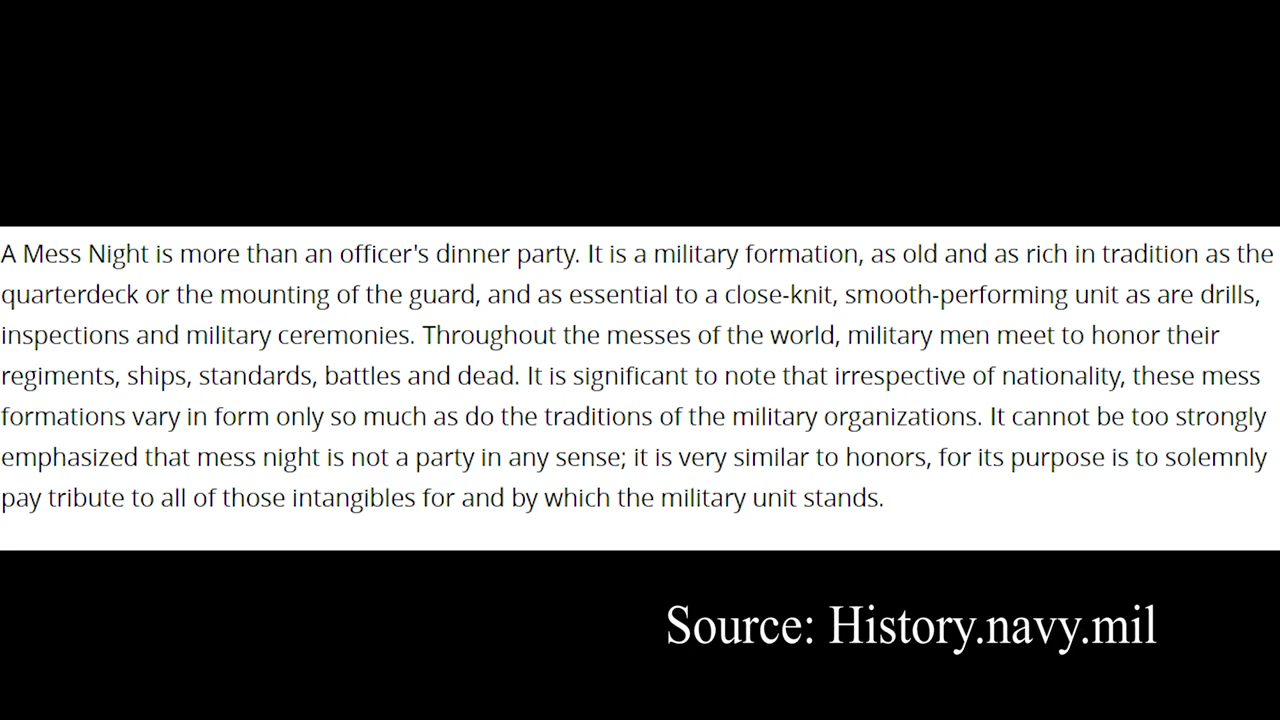 A Mess Night is more than an officer's dinner party. It is a military formation, as old and as rich in tradition as the
quarterdeck or the mounting of the guard, and as essential to a close-knit, smooth-performing unit as are drills,
inspections and military ceremonies. Throughout the messes of the world, military men meet to honor their
regiments, ships, standards, battles and dead. It is significant to note that irrespective of nationality, these mess
formations vary in form only so much as do the traditions of the military organizations. It cannot be too strongly
emphasized that mess night is not a party in any sense; it is very similar to honors, for its purpose is to solemnly
pay tribute to all of those intangibles for and by which the military unit stands.
Source: History.navy.mil